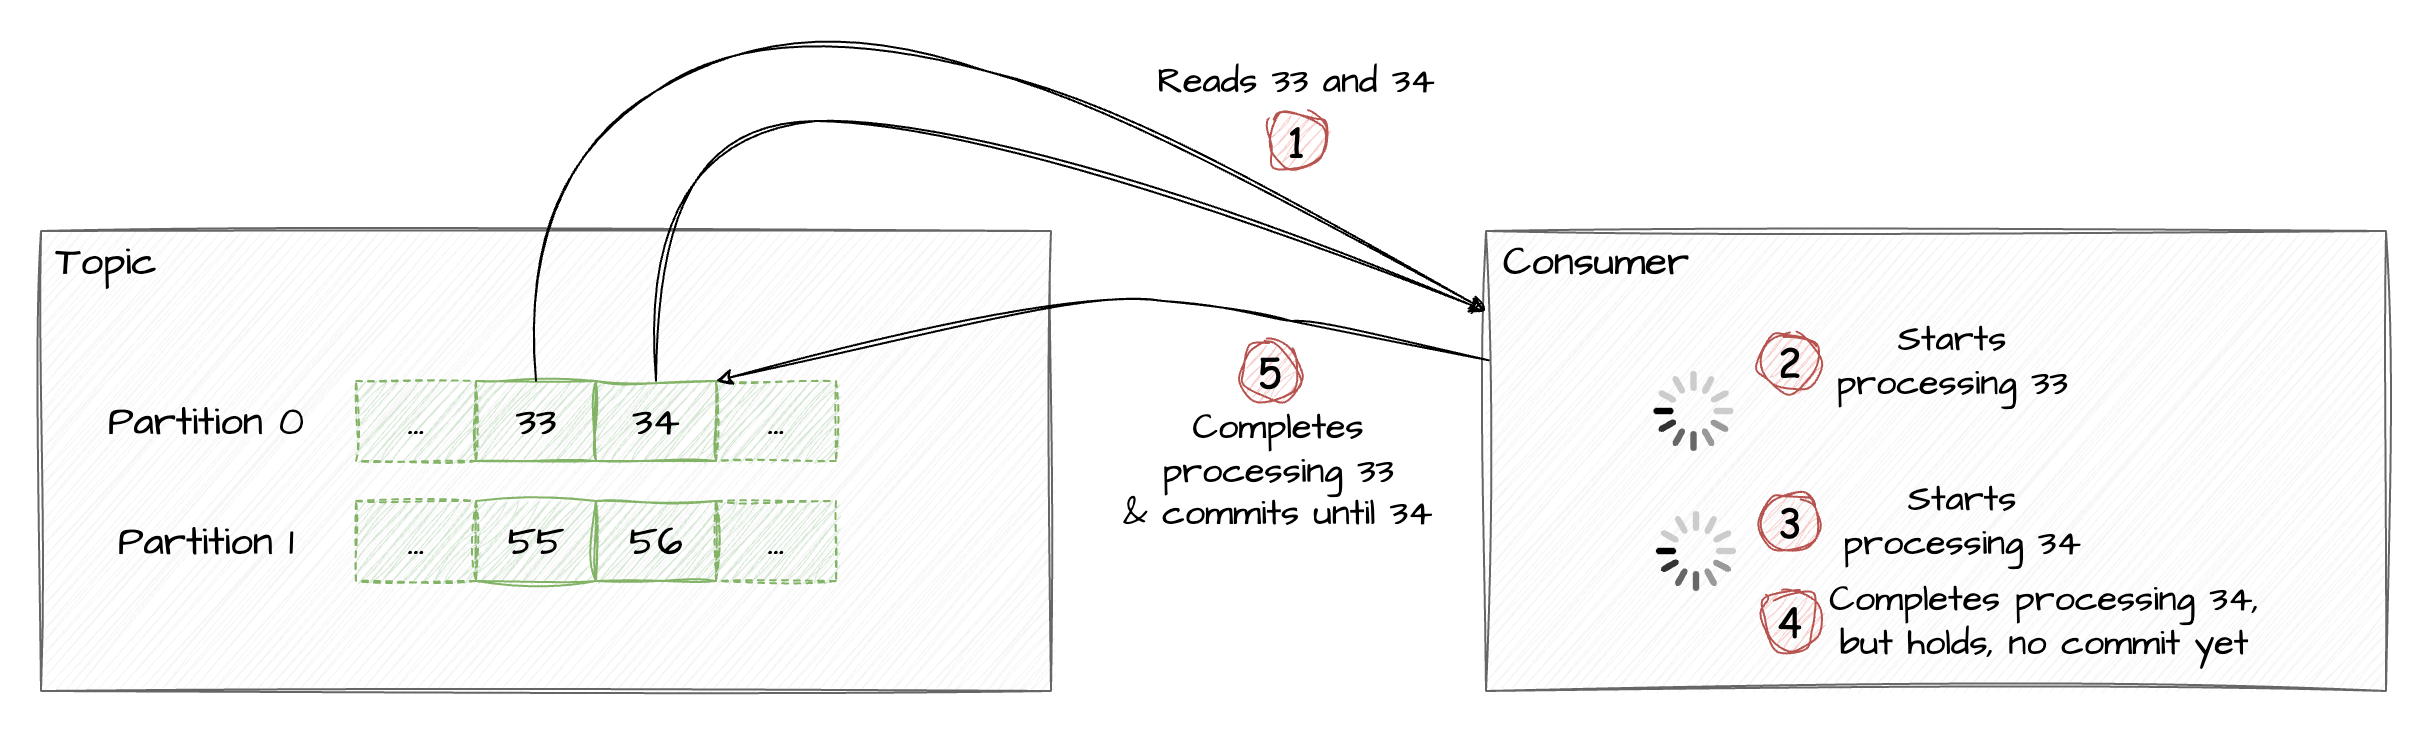 Reads 33 and 34
1
Topic
Partition 0
... 33 34 ...
Partition 1
... 55 56 ...
5
Completes
processing 33
& commits until 34
Consumer
2
Starts
processing 33
3
Starts
processing 34
4
Completes processing 34,
but holds, no commit yet